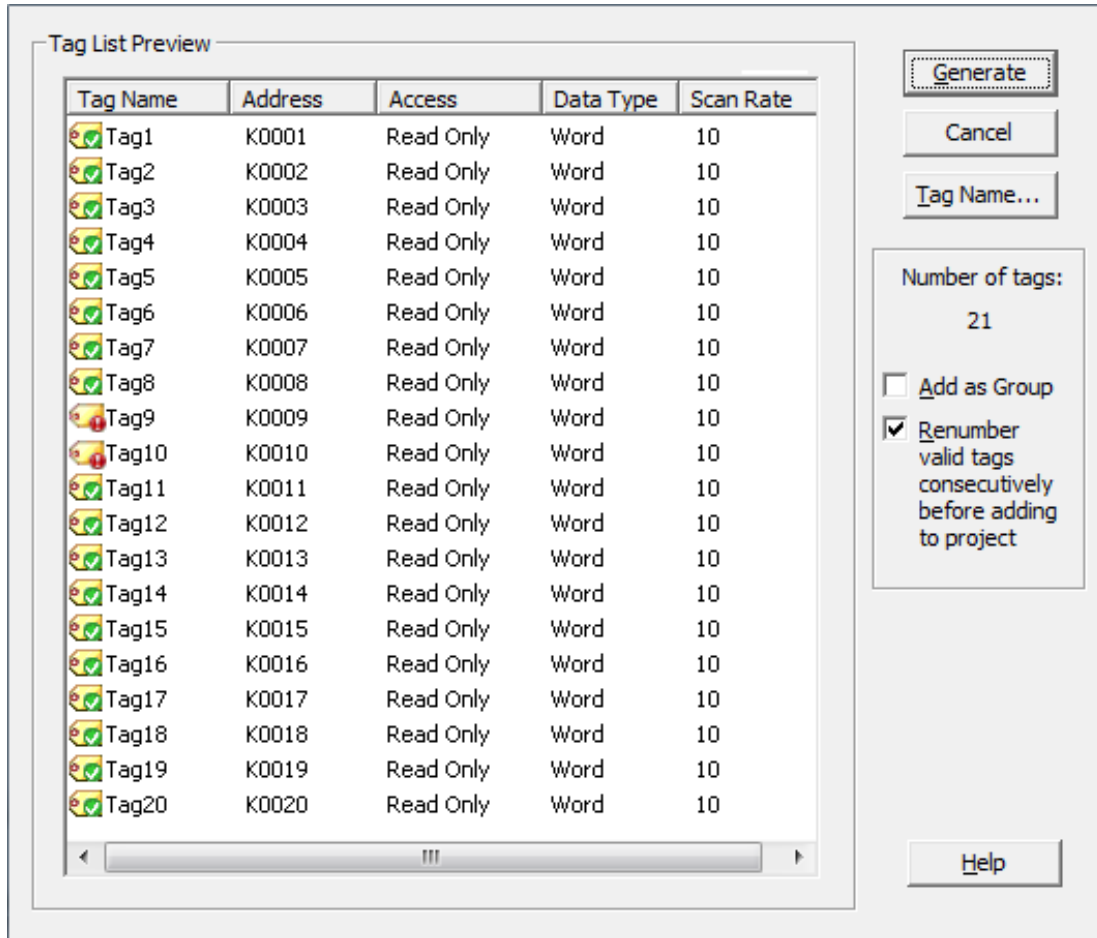 Tag List Preview
Tag Name Address Access Data Type Scan Rate
Tag1 K0001 Read Only Word 10
Tag2 K0002 Read Only Word 10
Tag3 K0003 Read Only Word 10
Tag4 K0004 Read Only Word 10
Tag5 K0005 Read Only Word 10
Tag6 K0006 Read Only Word 10
Tag7 K0007 Read Only Word 10
Tag8 K0008 Read Only Word 10
Tag9 K0009 Read Only Word 10
Tag10 K0010 Read Only Word 10
Tag11 K0011 Read Only Word 10
Tag12 K0012 Read Only Word 10
Tag13 K0013 Read Only Word 10
Tag14 K0014 Read Only Word 10
Tag15 K0015 Read Only Word 10
Tag16 K0016 Read Only Word 10
Tag17 K0017 Read Only Word 10
Tag18 K0018 Read Only Word 10
Tag19 K0019 Read Only Word 10
Tag20 K0020 Read Only Word 10
Generate
Cancel
Tag Name...
Number of tags:
21
Add as Group
Renumber
valid tags
consecutively
before adding
to project
Help